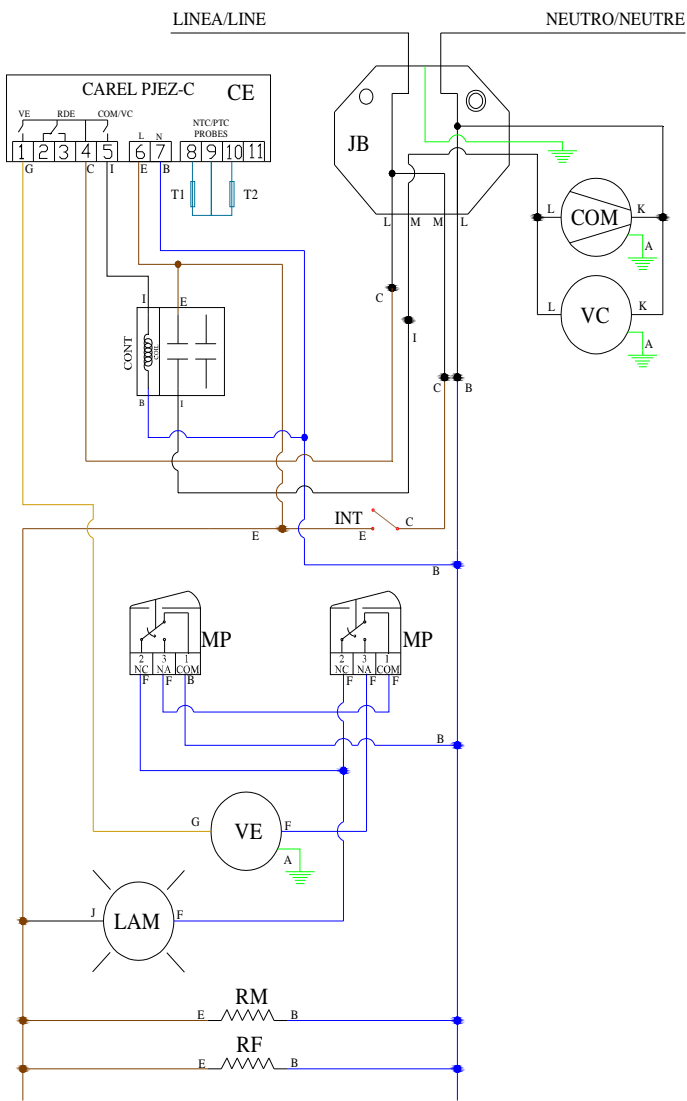 LINEA/LINE NEUTRO/NEUTRE
CAREL PJEZ-C CE
VE RDE COM/VC NTC/PTC
PROBES
L N
1 2 3 4 5 6 7 8 9 10 11
G C I E B
T1 T2
JB
L M M L
L COM K
A
L VC K
A
C
I
C B
I E
CONT
COIL
B I
INT
E E C
B
MP MP
2 3 1
NC NA COM
F F B
2 3 1
NC NA COM
F F F
B
G VE F
A
J LAM F
RM
E B
RF
E B